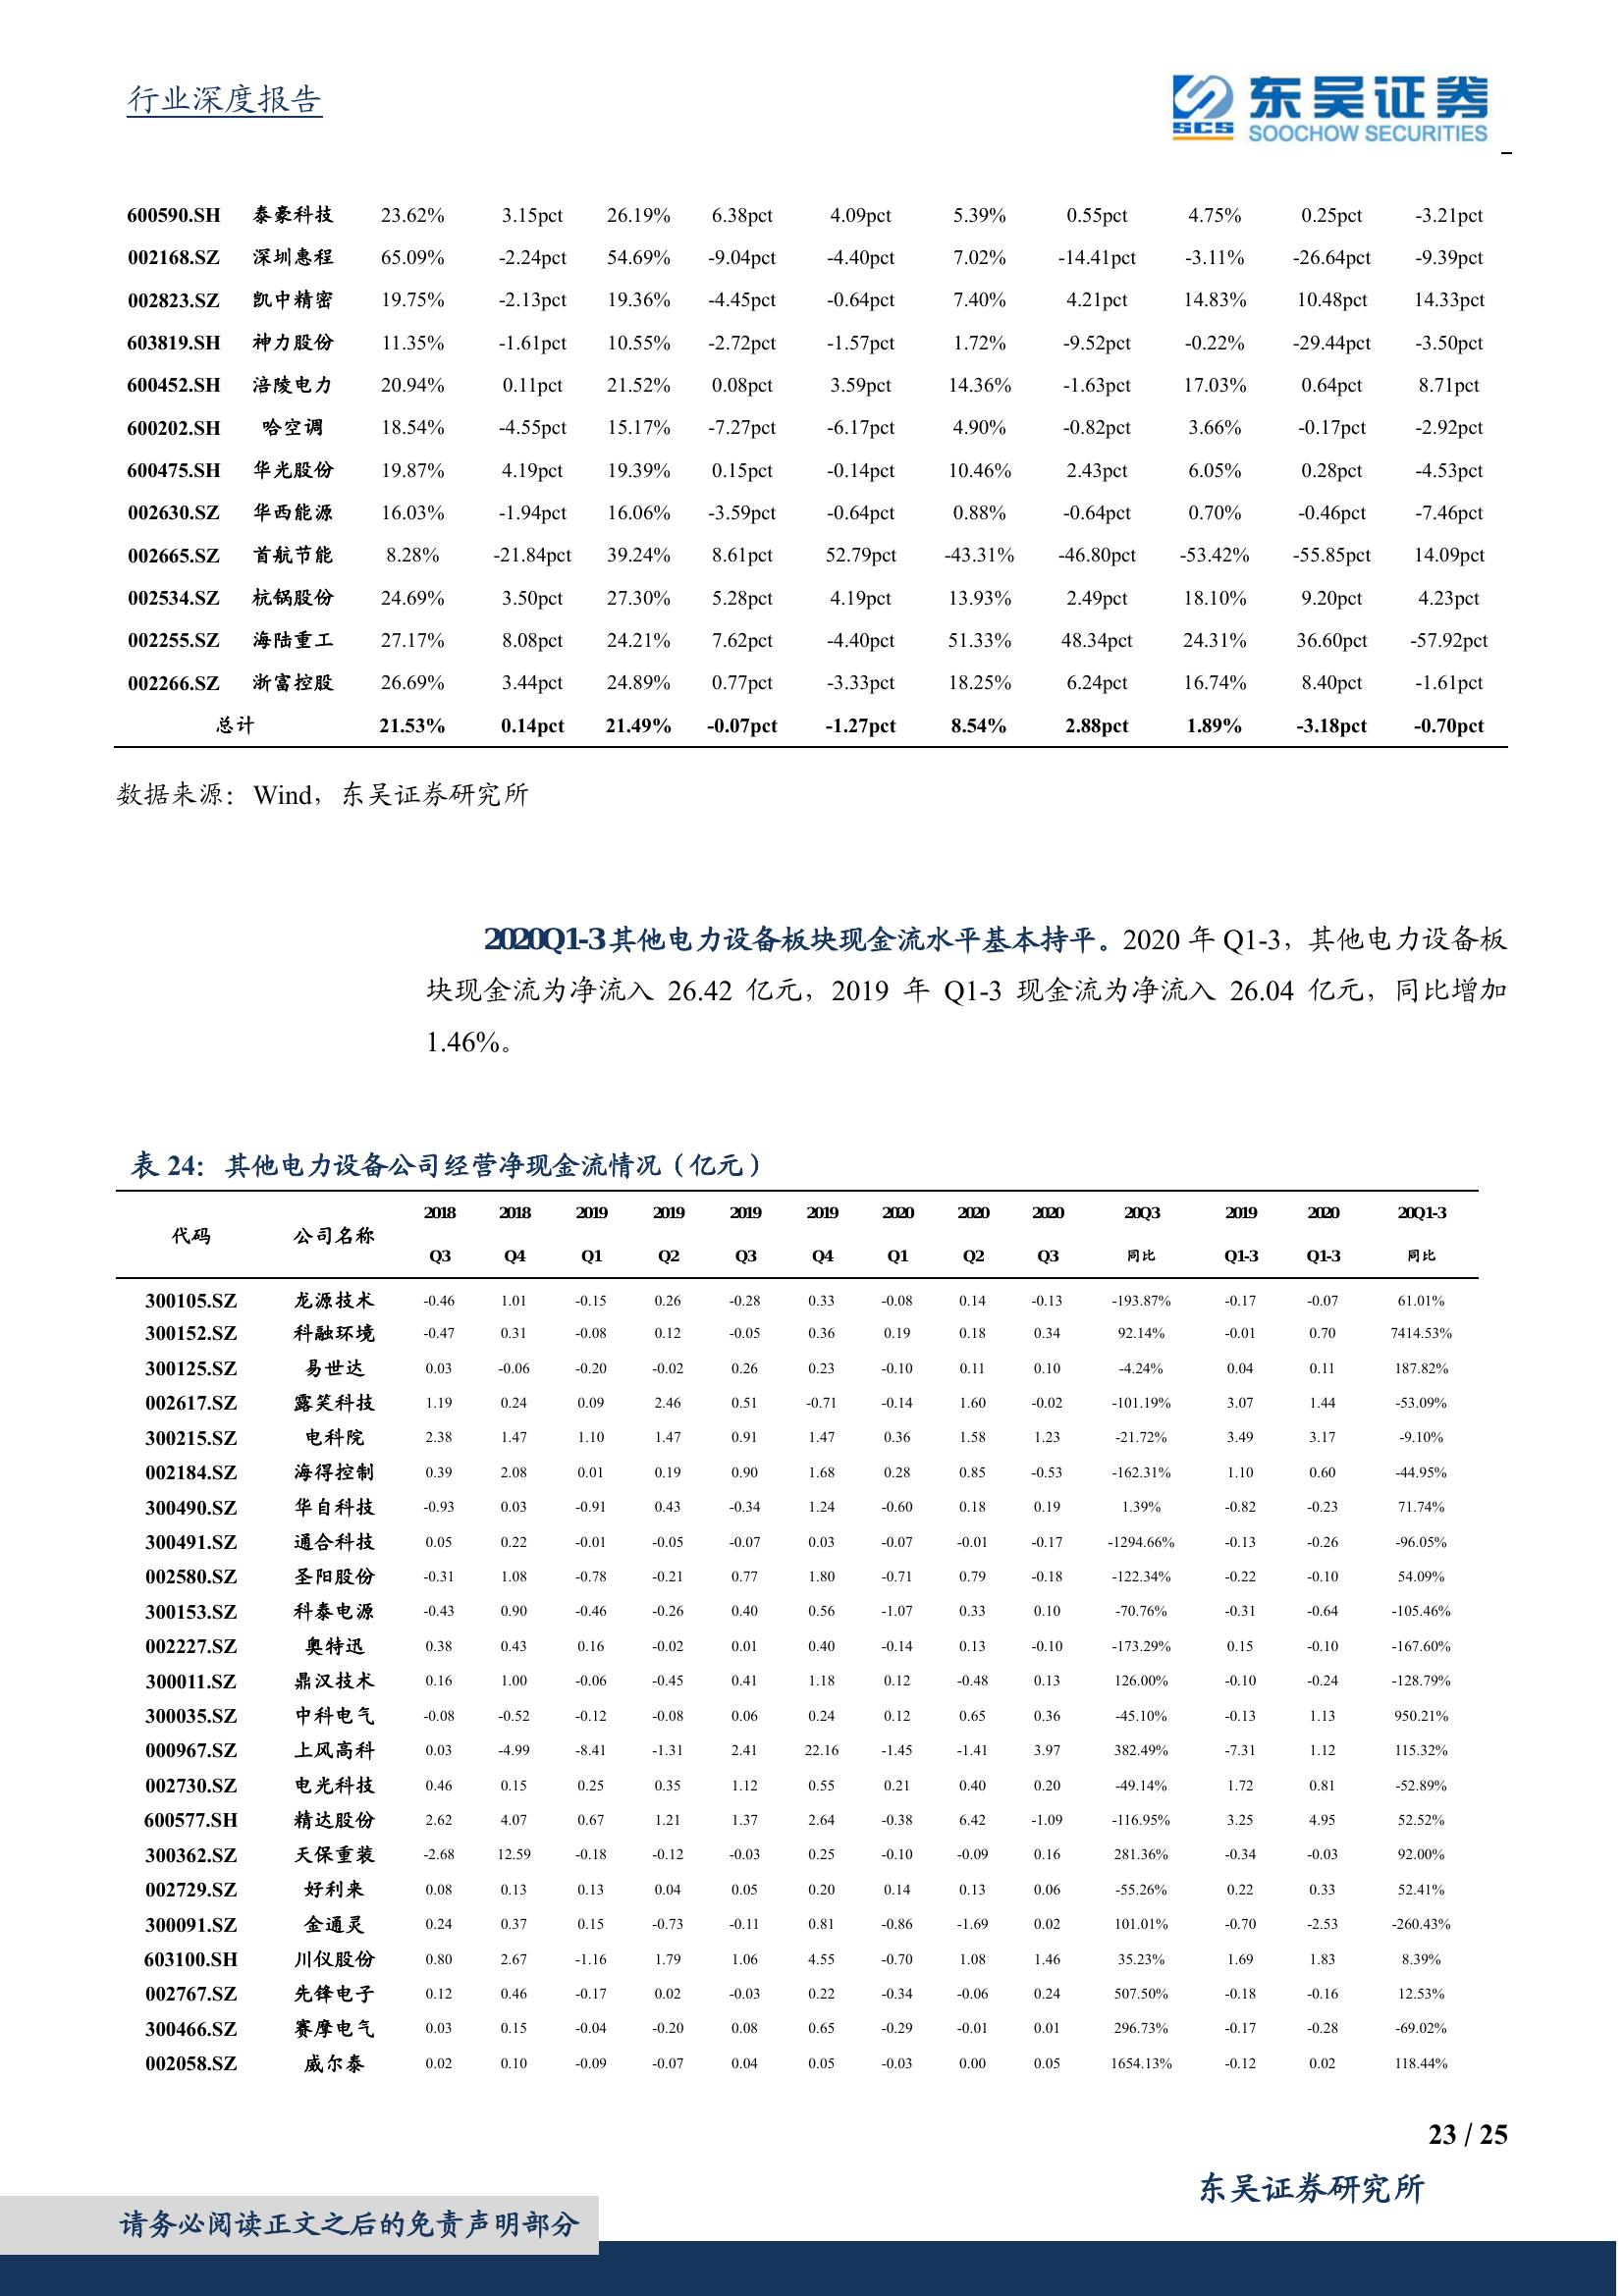 行业深度报告
SCS 东吴证券
SOOCHOW SECURITIES
600590.SH 泰豪科技 23.62% 3.15pct 26.19% 6.38pct 4.09pct 5.39% 0.55pct 4.75% 0.25pct -3.21pct
002168.SZ 深圳惠程 65.09% -2.24pct 54.69% -9.04pct -4.40pct 7.02% -14.41pct -3.11% -26.64pct -9.39pct
002823.SZ 凯中精密 19.75% -2.13pct 19.36% -4.45pct -0.64pct 7.40% 4.21pct 14.83% 10.48pct 14.33pct
603819.SH 神力股份 11.35% -1.61pct 10.55% -2.72pct -1.57pct 1.72% -9.52pct -0.22% -29.44pct -3.50pct
600452.SH 涪陵电力 20.94% 0.11pct 21.52% 0.08pct 3.59pct 14.36% -1.63pct 17.03% 0.64pct 8.71pct
600202.SH 哈空调 18.54% -4.55pct 15.17% -7.27pct -6.17pct 4.90% -0.82pct 3.66% -0.17pct -2.92pct
600475.SH 华光股份 19.87% 4.19pct 19.39% 0.15pct -0.14pct 10.46% 2.43pct 6.05% 0.28pct -4.53pct
002630.SZ 华西能源 16.03% -1.94pct 16.06% -3.59pct -0.64pct 0.88% -0.64pct 0.70% -0.46pct -7.46pct
002665.SZ 首航节能 8.28% -21.84pct 39.24% 8.61pct 52.79pct -43.31% -46.80pct -53.42% -55.85pct 14.09pct
002534.SZ 杭锅股份 24.69% 3.50pct 27.30% 5.28pct 4.19pct 13.93% 2.49pct 18.10% 9.20pct 4.23pct
002255.SZ 海陆重工 27.17% 8.08pct 24.21% 7.62pct -4.40pct 51.33% 48.34pct 24.31% 36.60pct -57.92pct
002266.SZ 浙富控股 26.69% 3.44pct 24.89% 0.77pct -3.33pct 18.25% 6.24pct 16.74% 8.40pct -1.61pct
总计 21.53% 0.14pct 21.49% -0.07pct -1.27pct 8.54% 2.88pct 1.89% -3.18pct -0.70pct
数据来源：Wind，东吴证券研究所
2020Q1-3 其他电力设备板块现金流水平基本持平。2020 年 Q1-3，其他电力设备板
块现金流为净流入 26.42 亿元，2019 年 Q1-3 现金流为净流入 26.04 亿元，同比增加
1.46%。
表 24：其他电力设备公司经营净现金流情况（亿元）
代码 公司名称 2018 2018 2019 2019 2019 2019 2020 2020 2020 20Q3 2019 2020 20Q1-3
Q3 Q4 Q1 Q2 Q3 Q4 Q1 Q2 Q3 同比 Q1-3 Q1-3 同比
300105.SZ 龙源技术 -0.46 1.01 -0.15 0.26 -0.28 0.33 -0.08 0.14 -0.13 -193.87% -0.17 -0.07 61.01%
300152.SZ 科融环境 -0.47 0.31 -0.08 0.12 -0.05 0.36 0.19 0.18 0.34 92.14% -0.01 0.70 7414.53%
300125.SZ 易世达 0.03 -0.06 -0.20 -0.02 0.26 0.23 -0.10 0.11 0.10 -4.24% 0.04 0.11 187.82%
002617.SZ 露笑科技 1.19 0.24 0.09 2.46 0.51 -0.71 -0.14 1.60 -0.02 -101.19% 3.07 1.44 -53.09%
300215.SZ 电科院 2.38 1.47 1.10 1.47 0.91 1.47 0.36 1.58 1.23 -21.72% 3.49 3.17 -9.10%
002184.SZ 海得控制 0.39 2.08 0.01 0.19 0.90 1.68 0.28 0.85 -0.53 -162.31% 1.10 0.60 -44.95%
300490.SZ 华自科技 -0.93 0.03 -0.91 0.43 -0.34 1.24 -0.60 0.18 0.19 1.39% -0.82 -0.23 71.74%
300491.SZ 通合科技 0.05 0.22 -0.01 -0.05 -0.07 0.03 -0.07 -0.01 -0.17 -1294.66% -0.13 -0.26 -96.05%
002580.SZ 圣阳股份 -0.31 1.08 -0.78 -0.21 0.77 1.80 -0.71 0.79 -0.18 -122.34% -0.22 -0.10 54.09%
300153.SZ 科泰电源 -0.43 0.90 -0.46 -0.26 0.40 0.56 -1.07 0.33 0.10 -70.76% -0.31 -0.64 -105.46%
002227.SZ 奥特迅 0.38 0.43 0.16 -0.02 0.01 0.40 -0.14 0.13 -0.10 -173.29% 0.15 -0.10 -167.60%
300011.SZ 鼎汉技术 0.16 1.00 -0.06 -0.45 0.41 1.18 0.12 -0.48 0.13 126.00% -0.10 -0.24 -128.79%
300035.SZ 中科电气 -0.08 -0.52 -0.12 -0.08 0.06 0.24 0.12 0.65 0.36 -45.10% -0.13 1.13 950.21%
000967.SZ 上风高科 0.03 -4.99 -8.41 -1.31 2.41 22.16 -1.45 -1.41 3.97 382.49% -7.31 1.12 115.32%
002730.SZ 电光科技 0.46 0.15 0.25 0.35 1.12 0.55 0.21 0.40 0.20 -49.14% 1.72 0.81 -52.89%
600577.SH 精达股份 2.62 4.07 0.67 1.21 1.37 2.64 -0.38 6.42 -1.09 -116.95% 3.25 4.95 52.52%
300362.SZ 天保重装 -2.68 12.59 -0.18 -0.12 -0.03 0.25 -0.10 -0.09 0.16 281.36% -0.34 -0.03 92.00%
002729.SZ 好利来 0.08 0.13 0.13 0.04 0.05 0.20 0.14 0.13 0.06 -55.26% 0.22 0.33 52.41%
300091.SZ 金通灵 0.24 0.37 0.15 -0.73 -0.11 0.81 -0.86 -1.69 0.02 101.01% -0.70 -2.53 -260.43%
603100.SH 川仪股份 0.80 2.67 -1.16 1.79 1.06 4.55 -0.70 1.08 1.46 35.23% 1.69 1.83 8.39%
002767.SZ 先锋电子 0.12 0.46 -0.17 0.02 -0.03 0.22 -0.34 -0.06 0.24 507.50% -0.18 -0.16 12.53%
300466.SZ 赛摩电气 0.03 0.15 -0.04 -0.20 0.08 0.65 -0.29 -0.01 0.01 296.73% -0.17 -0.28 -69.02%
002058.SZ 威尔泰 0.02 0.10 -0.09 -0.07 0.04 0.05 -0.03 0.00 0.05 1654.13% -0.12 0.02 118.44%
23 / 25
东吴证券研究所
请务必阅读正文之后的免责声明部分